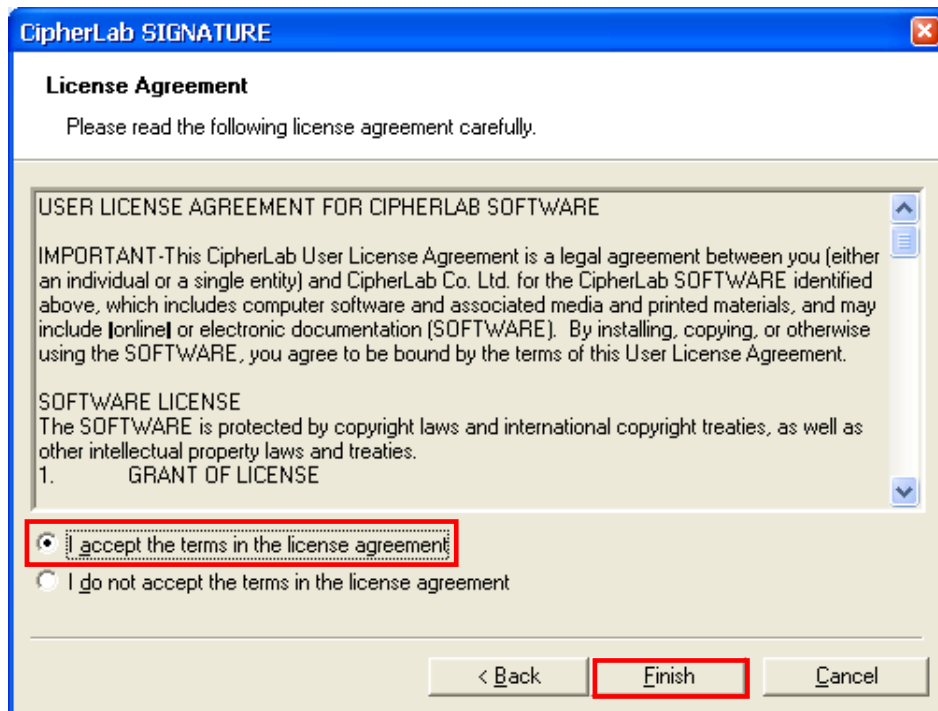 CipherLab SIGNATURE
License Agreement
Please read the following license agreement carefully.
USER LICENSE AGREEMENT FOR CIPHERLAB SOFTWARE
IMPORTANT-This CipherLab User License Agreement is a legal agreement between you (either
an individual or a single entity) and CipherLab Co. Ltd. for the CipherLab SOFTWARE identified
above, which includes computer software and associated media and printed materials, and may
include |online| or electronic documentation (SOFTWARE).  By installing, copying, or otherwise
using the SOFTWARE, you agree to be bound by the terms of this User License Agreement.
SOFTWARE LICENSE
The SOFTWARE is protected by copyright laws and international copyright treaties, as well as
other intellectual property laws and treaties.
1. GRANT OF LICENSE
I accept the terms in the license agreement
I do not accept the terms in the license agreement
< Back Finish Cancel